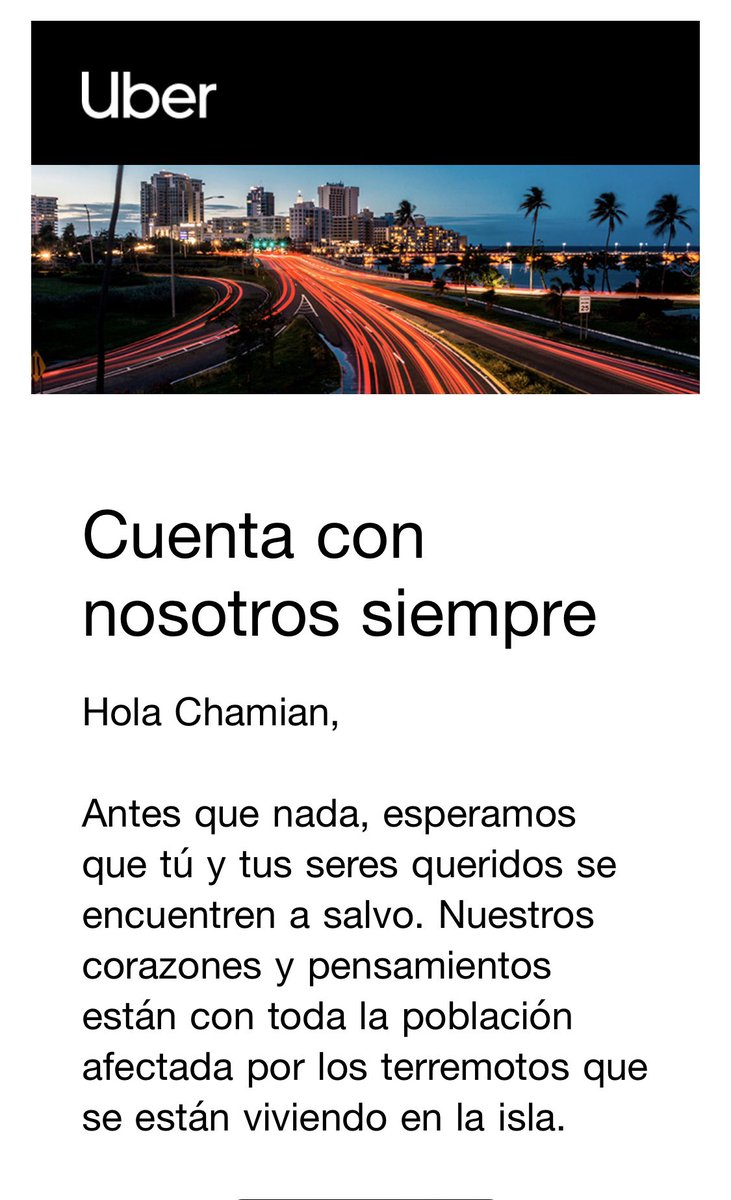 Uber
25
Cuenta con
nosotros siempre
Hola Chamian,
Antes que nada, esperamos
que tú y tus seres queridos se
encuentren a salvo. Nuestros
corazones y pensamientos
están con toda la población
afectada por los terremotos que
se están viviendo en la isla.